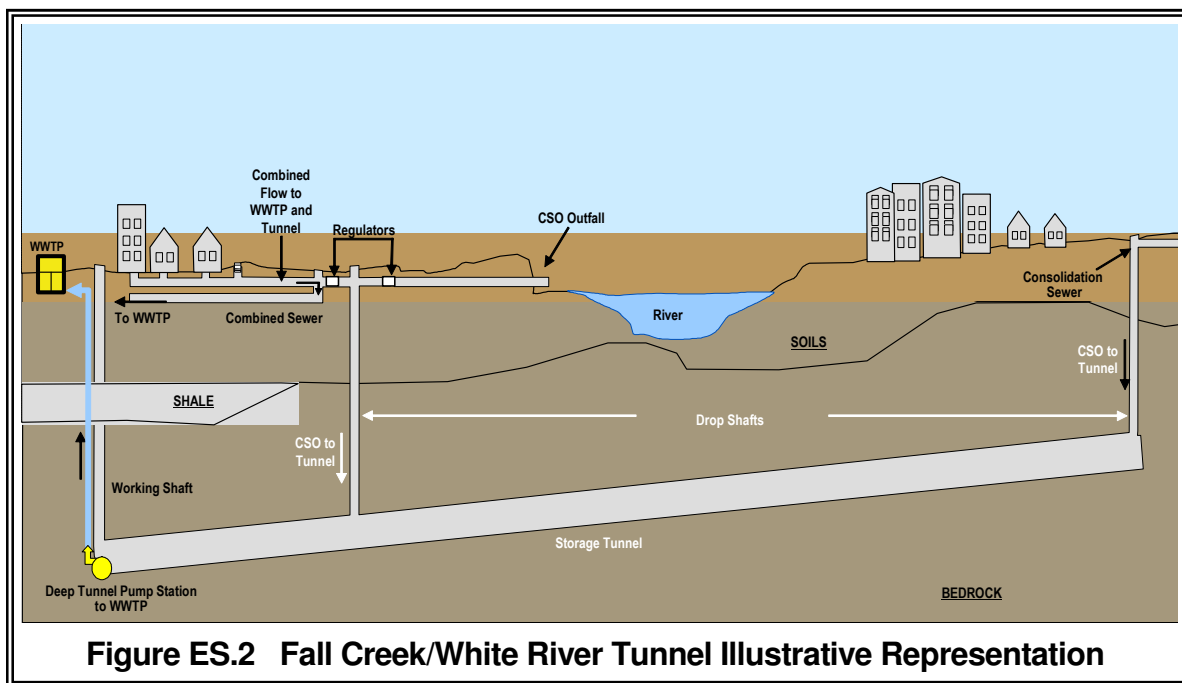 Combined
Flow to
WWTP and
Tunnel
Regulators
CSO Outfall
WWTP
Consolidation
Sewer
To WWTP
Combined Sewer
River
SOILS
CSO to
Tunnel
SHALE
Drop Shafts
CSO to
Tunnel
Working Shaft
Storage Tunnel
Deep Tunnel Pump Station
to WWTP
BEDROCK
Figure ES.2 Fall Creek/White River Tunnel Illustrative Representation